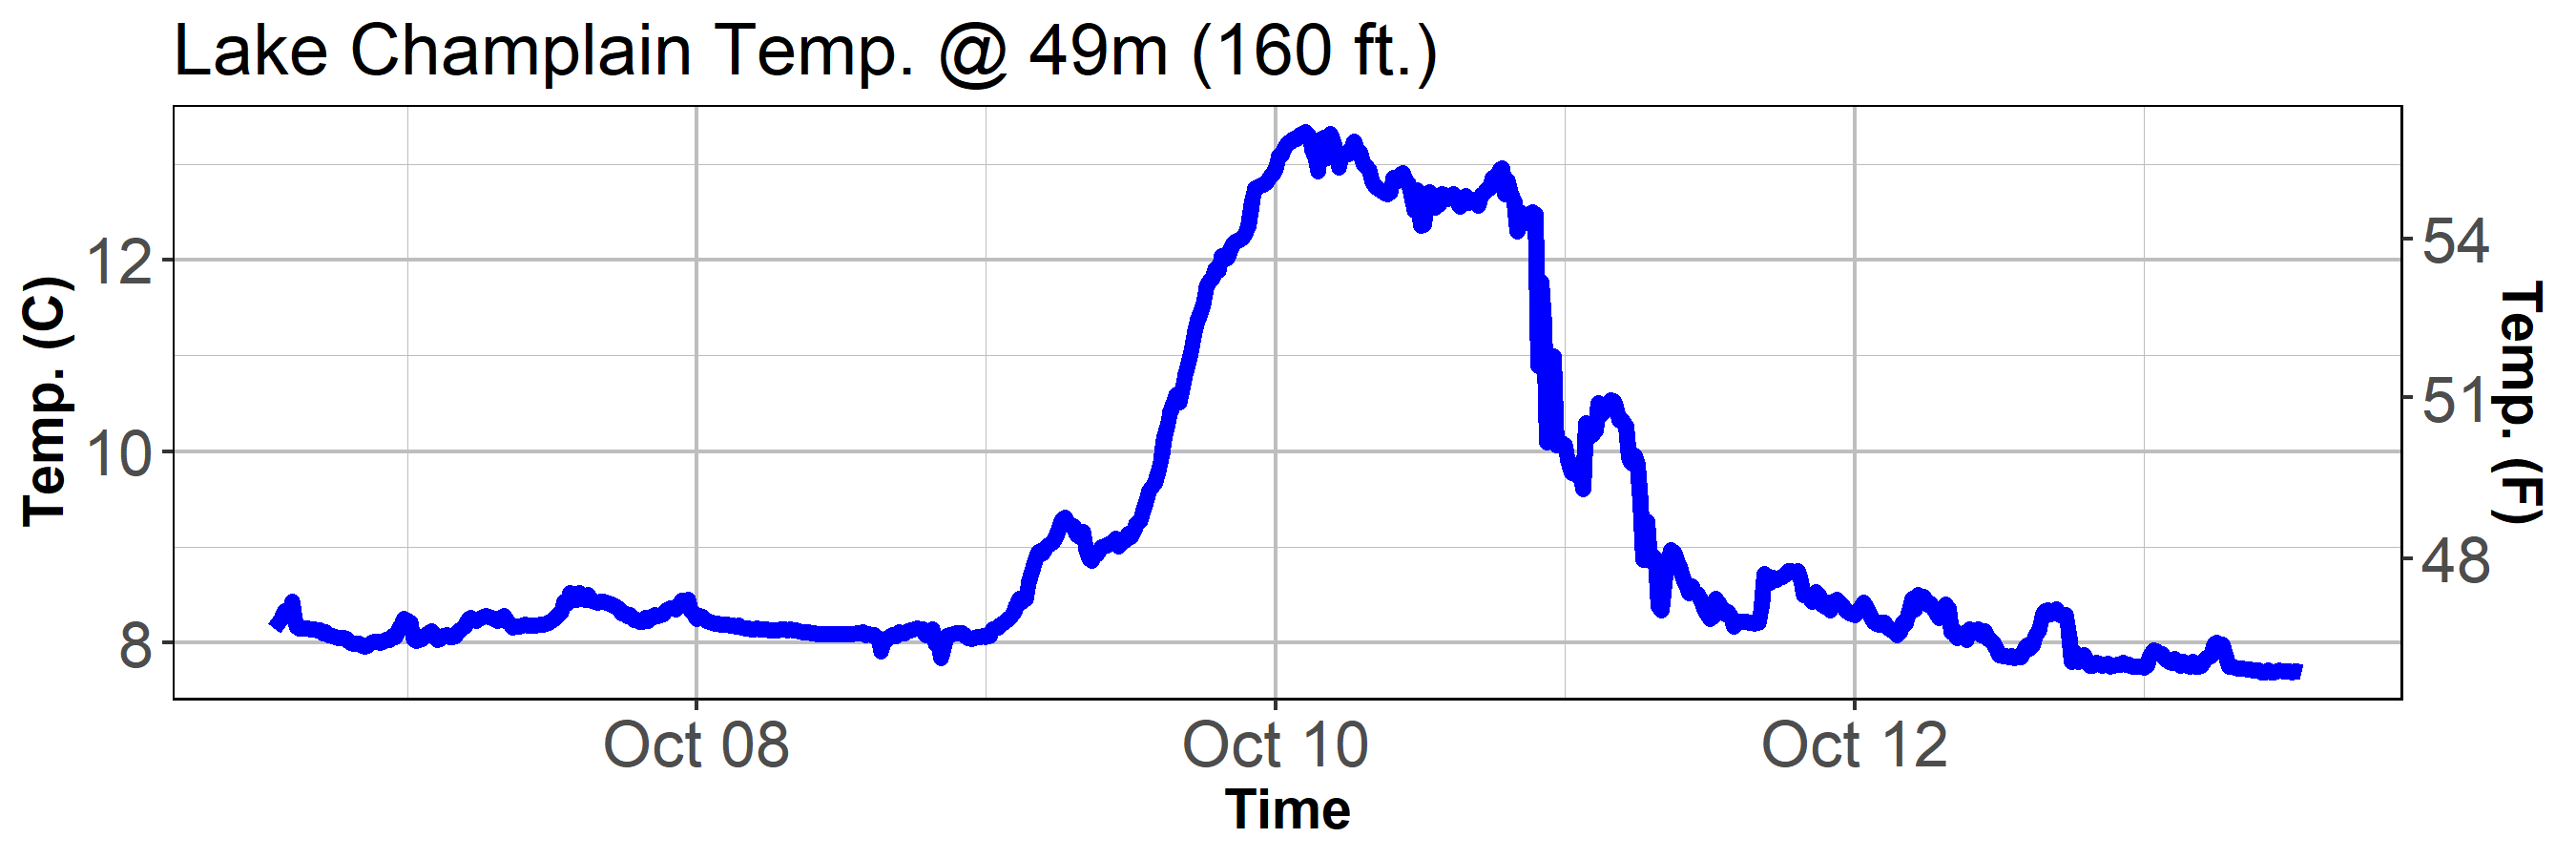 Lake Champlain Temp. @ 49m (160 ft.)
Temp. (C)
12
10
8
54
51
48
Temp. (F)
Oct 08
Oct 10
Oct 12
Time